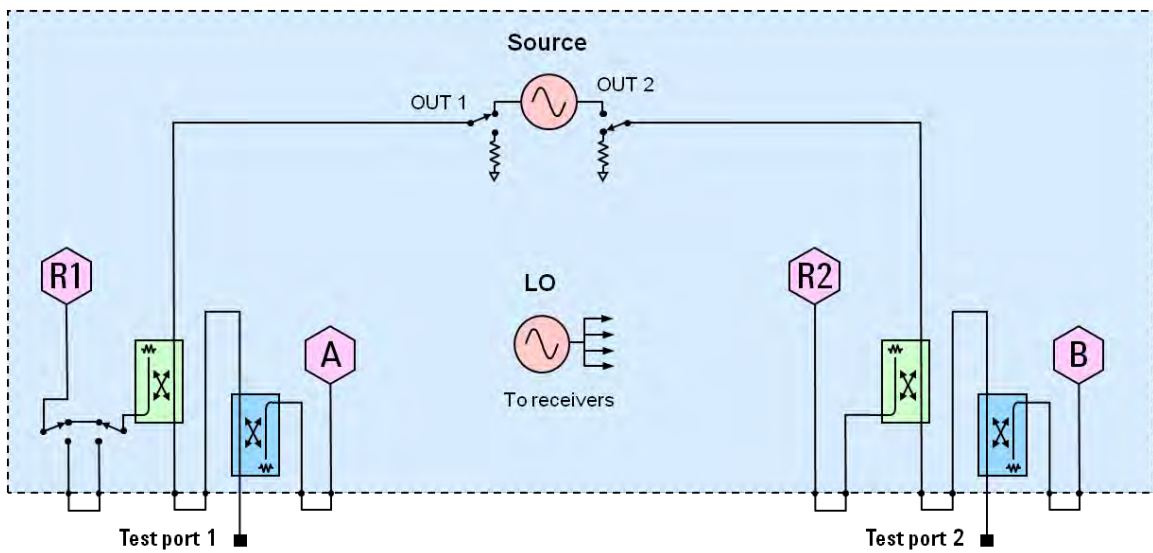 Source
OUT 1
OUT 2
R1
LO
R2
A
B
To receivers
Test port 1
Test port 2